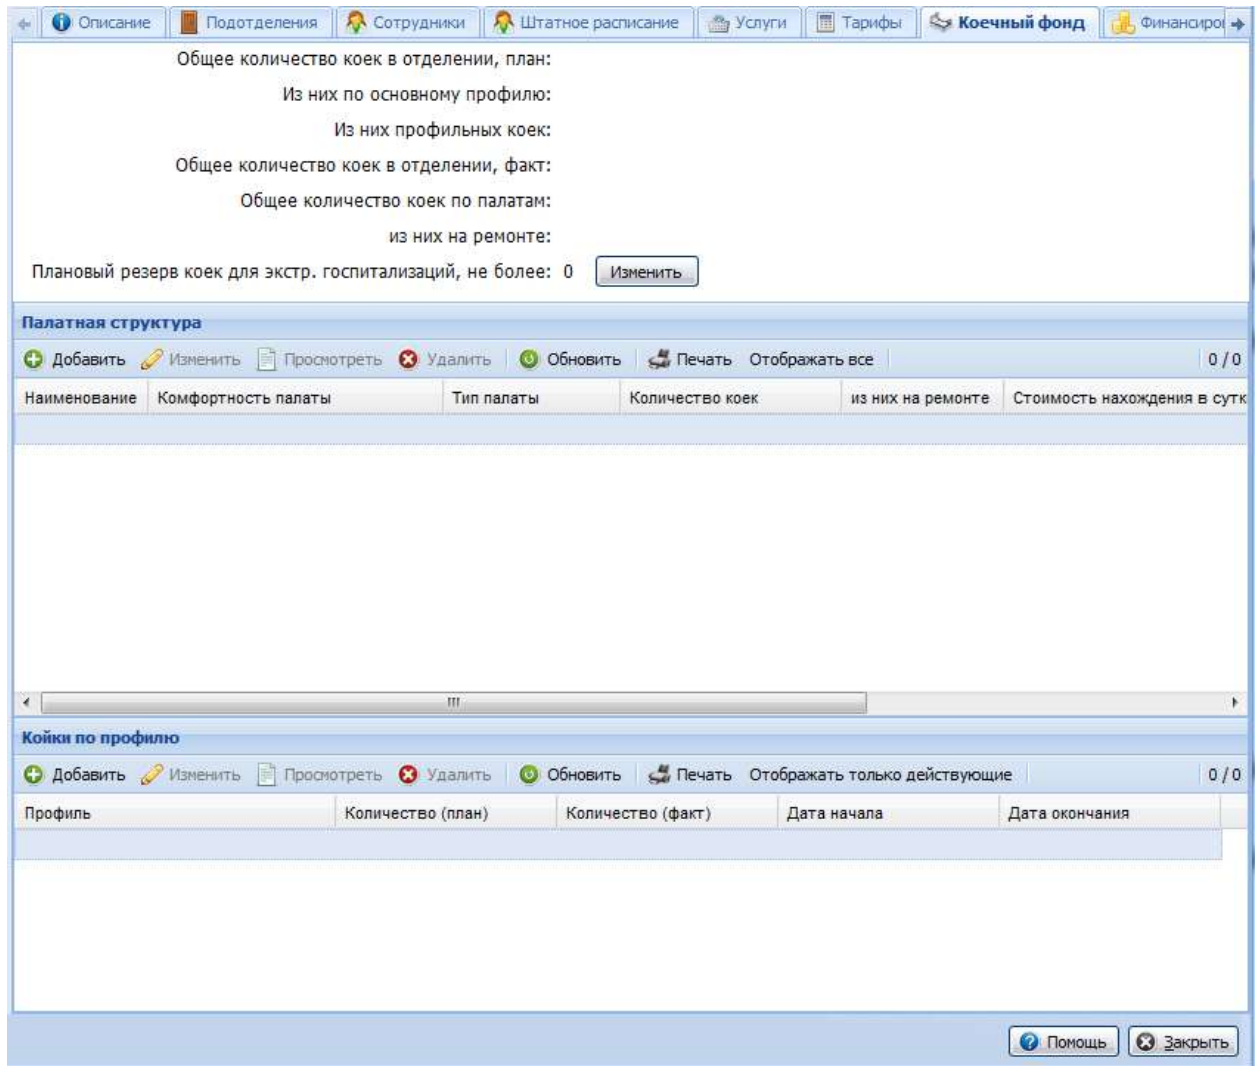 Описание Подотделения Сотрудники Штатное расписание Услуги Тарифы Коечный фонд Финансиро
Общее количество коек в отделении, план:
Из них по основному профилю:
Из них профильных коек:
Общее количество коек в отделении, факт:
Общее количество коек по палатам:
из них на ремонте:
Плановый резерв коек для экстр. госпитализаций, не более: 0 Изменить
Палатная структура
Добавить Изменить Просмотреть Удалить Обновить Печать Отображать все 0 / 0
Наименование Комфортность палаты Тип палаты Количество коек из них на ремонте Стоимость нахождения в сутк
Койки по профилю
Добавить Изменить Просмотреть Удалить Обновить Печать Отображать только действующие 0 / 0
Профиль Количество (план) Количество (факт) Дата начала Дата окончания
Помощь Закрыть